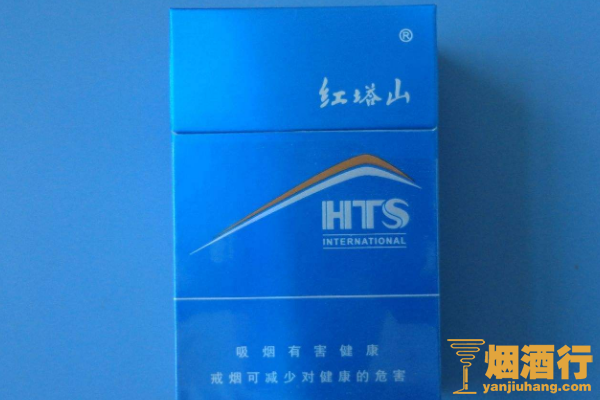 ®
红塔山
HTS
INTERNATIONAL
吸烟有害健康
戒烟可减少对健康的危害
烟酒行
yanjiuhang.com